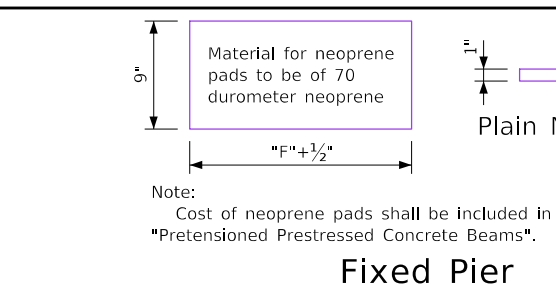 Material for neoprene
pads to be of 70
durometer neoprene
9"
1"
Plain
"F"+½"
Note:
Cost of neoprene pads shall be included in
"Pretensioned Prestressed Concrete Beams".
Fixed Pier